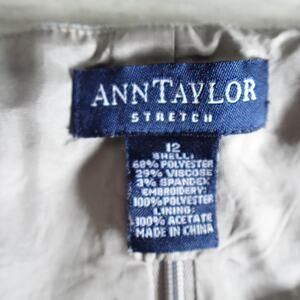 ANNTAYLOR
STRETCH
12
SHELL:
68% POLYESTER
29% VISCOSE
3% SPANDEX
EMBROIDERY:
100% POLYESTER
LINING:
100% ACETATE
MADE IN CHINA